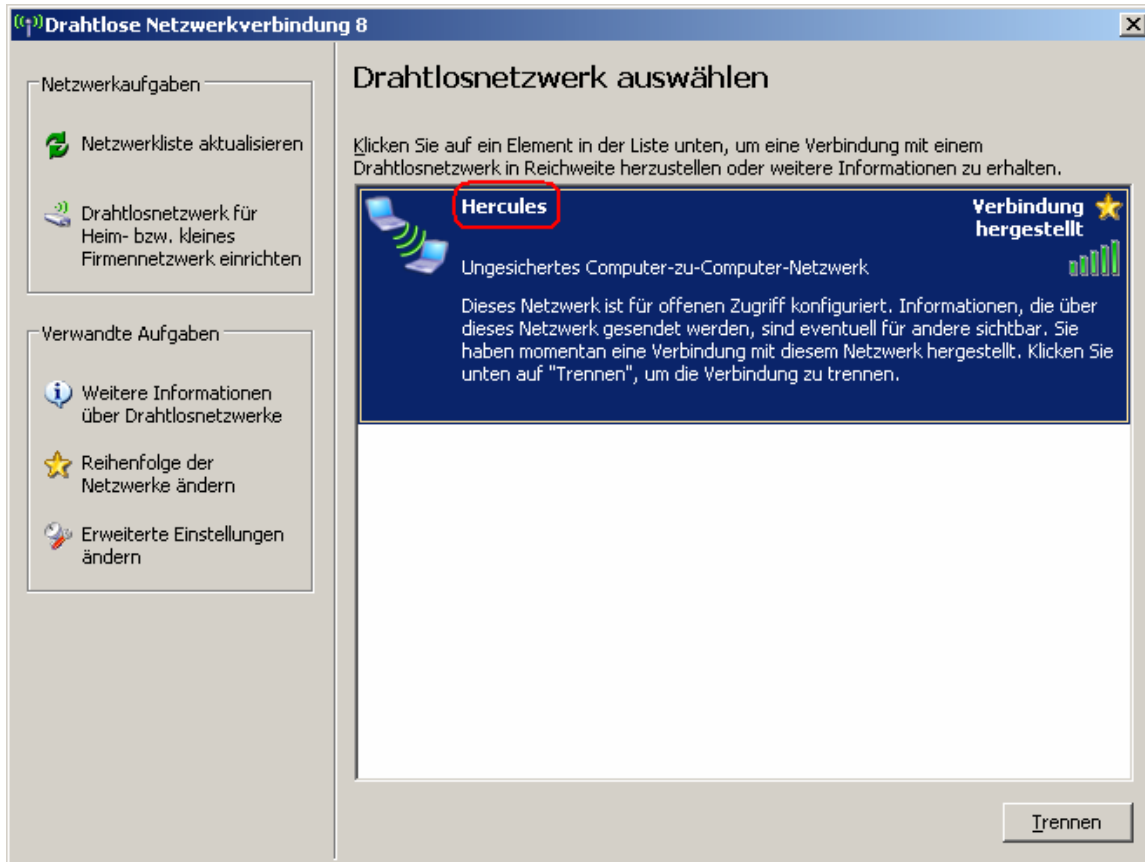 Drahtlose Netzwerkverbindung 8
Netzwerkaufgaben
Netzwerkliste aktualisieren
Drahtlosnetzwerk für
Heim- bzw. kleines
Firmennetzwerk einrichten
Verwandte Aufgaben
Weitere Informationen
über Drahtlosnetzwerke
Reihenfolge der
Netzwerke ändern
Erweiterte Einstellungen
ändern
Drahtlosnetzwerk auswählen
Klicken Sie auf ein Element in der Liste unten, um eine Verbindung mit einem
Drahtlosnetzwerk in Reichweite herzustellen oder weitere Informationen zu erhalten.
Hercules
Verbindung
hergestellt
Ungesichertes Computer-zu-Computer-Netzwerk
Dieses Netzwerk ist für offenen Zugriff konfiguriert. Informationen, die über
dieses Netzwerk gesendet werden, sind eventuell für andere sichtbar. Sie
haben momentan eine Verbindung mit diesem Netzwerk hergestellt. Klicken Sie
unten auf "Trennen", um die Verbindung zu trennen.
Trennen